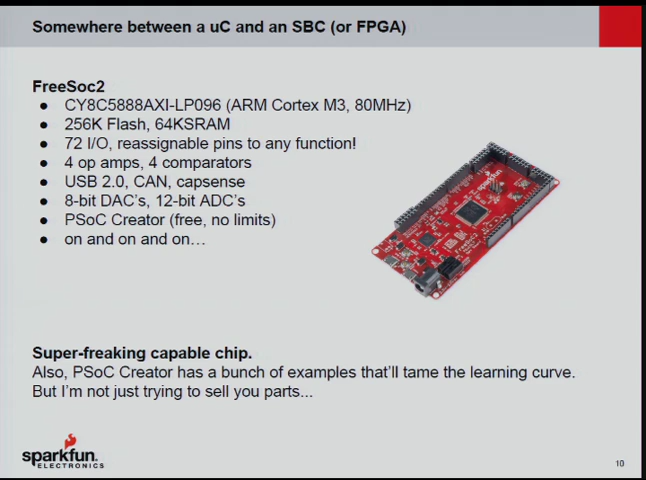 Somewhere between a uC and an SBC (or FPGA)
FreeSoc2
● CY8C5888AXI-LP096 (ARM Cortex M3, 80MHz)
● 256K Flash, 64KSRAM
● 72 I/O, reassignable pins to any function!
● 4 op amps, 4 comparators
● USB 2.0, CAN, capsense
● 8-bit DAC's, 12-bit ADC's
● PSoC Creator (free, no limits)
● on and on and on...
sparkfun
Super-freaking capable chip.
Also, PSoC Creator has a bunch of examples that'll tame the learning curve.
But I'm not just trying to sell you parts...
sparkfun
ELECTRONICS
10